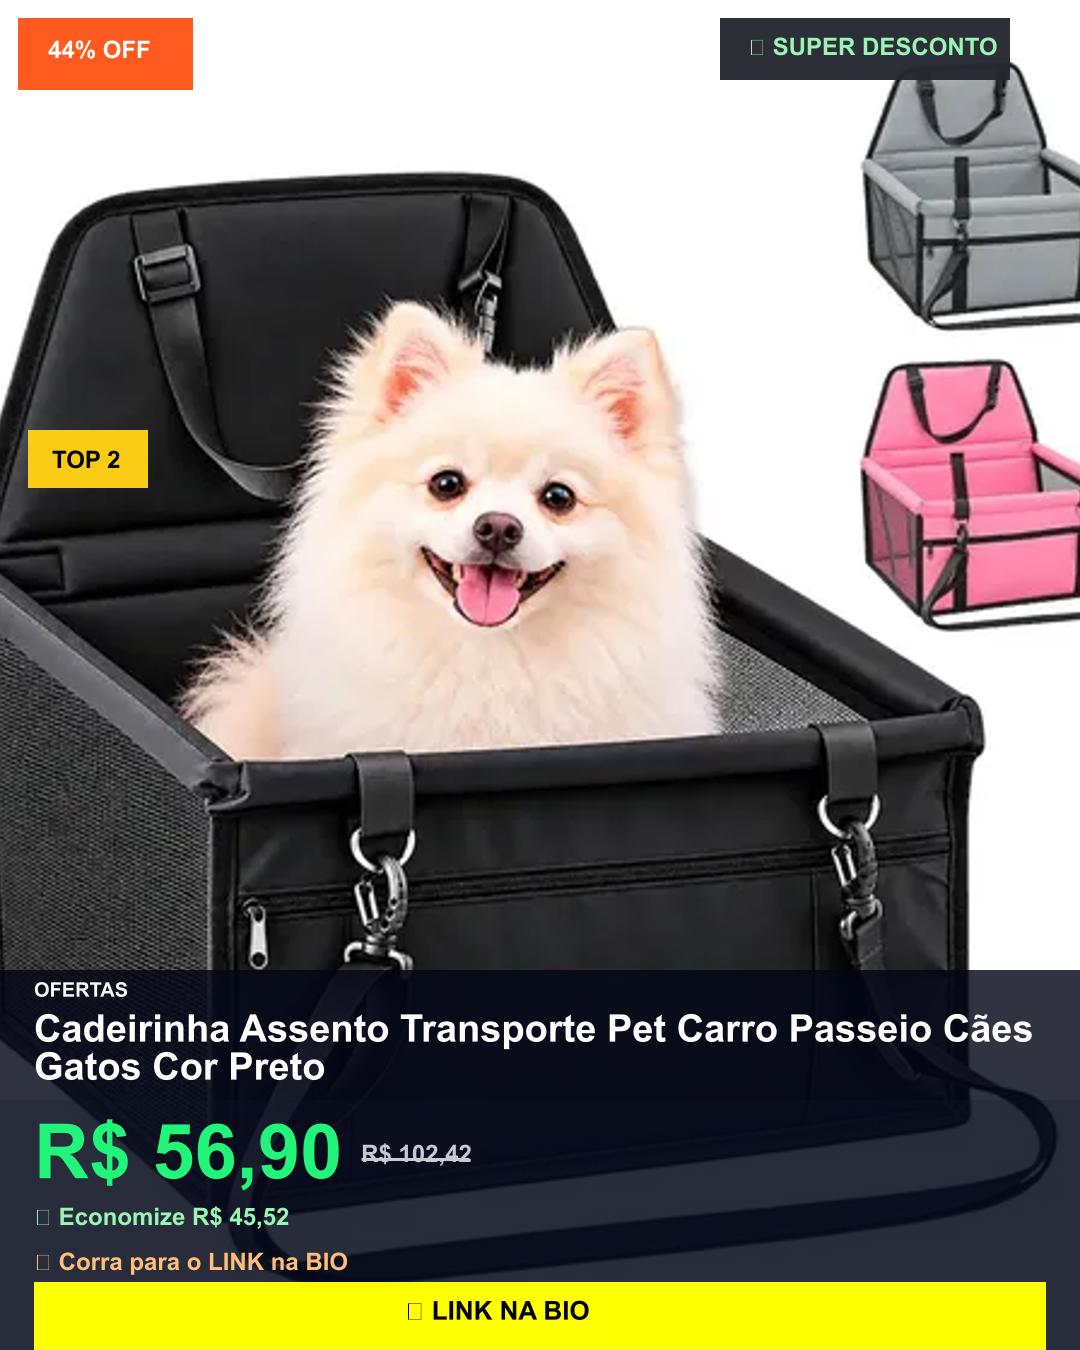 44% OFF
SUPER DESCONTO
TOP 2
OFERTAS
Cadeirinha Assento Transporte Pet Carro Passeio Cães
Gatos Cor Preto
R$ 56,90 R$ 102,42
Economize R$ 45,52
Corra para o LINK na BIO
LINK NA BIO